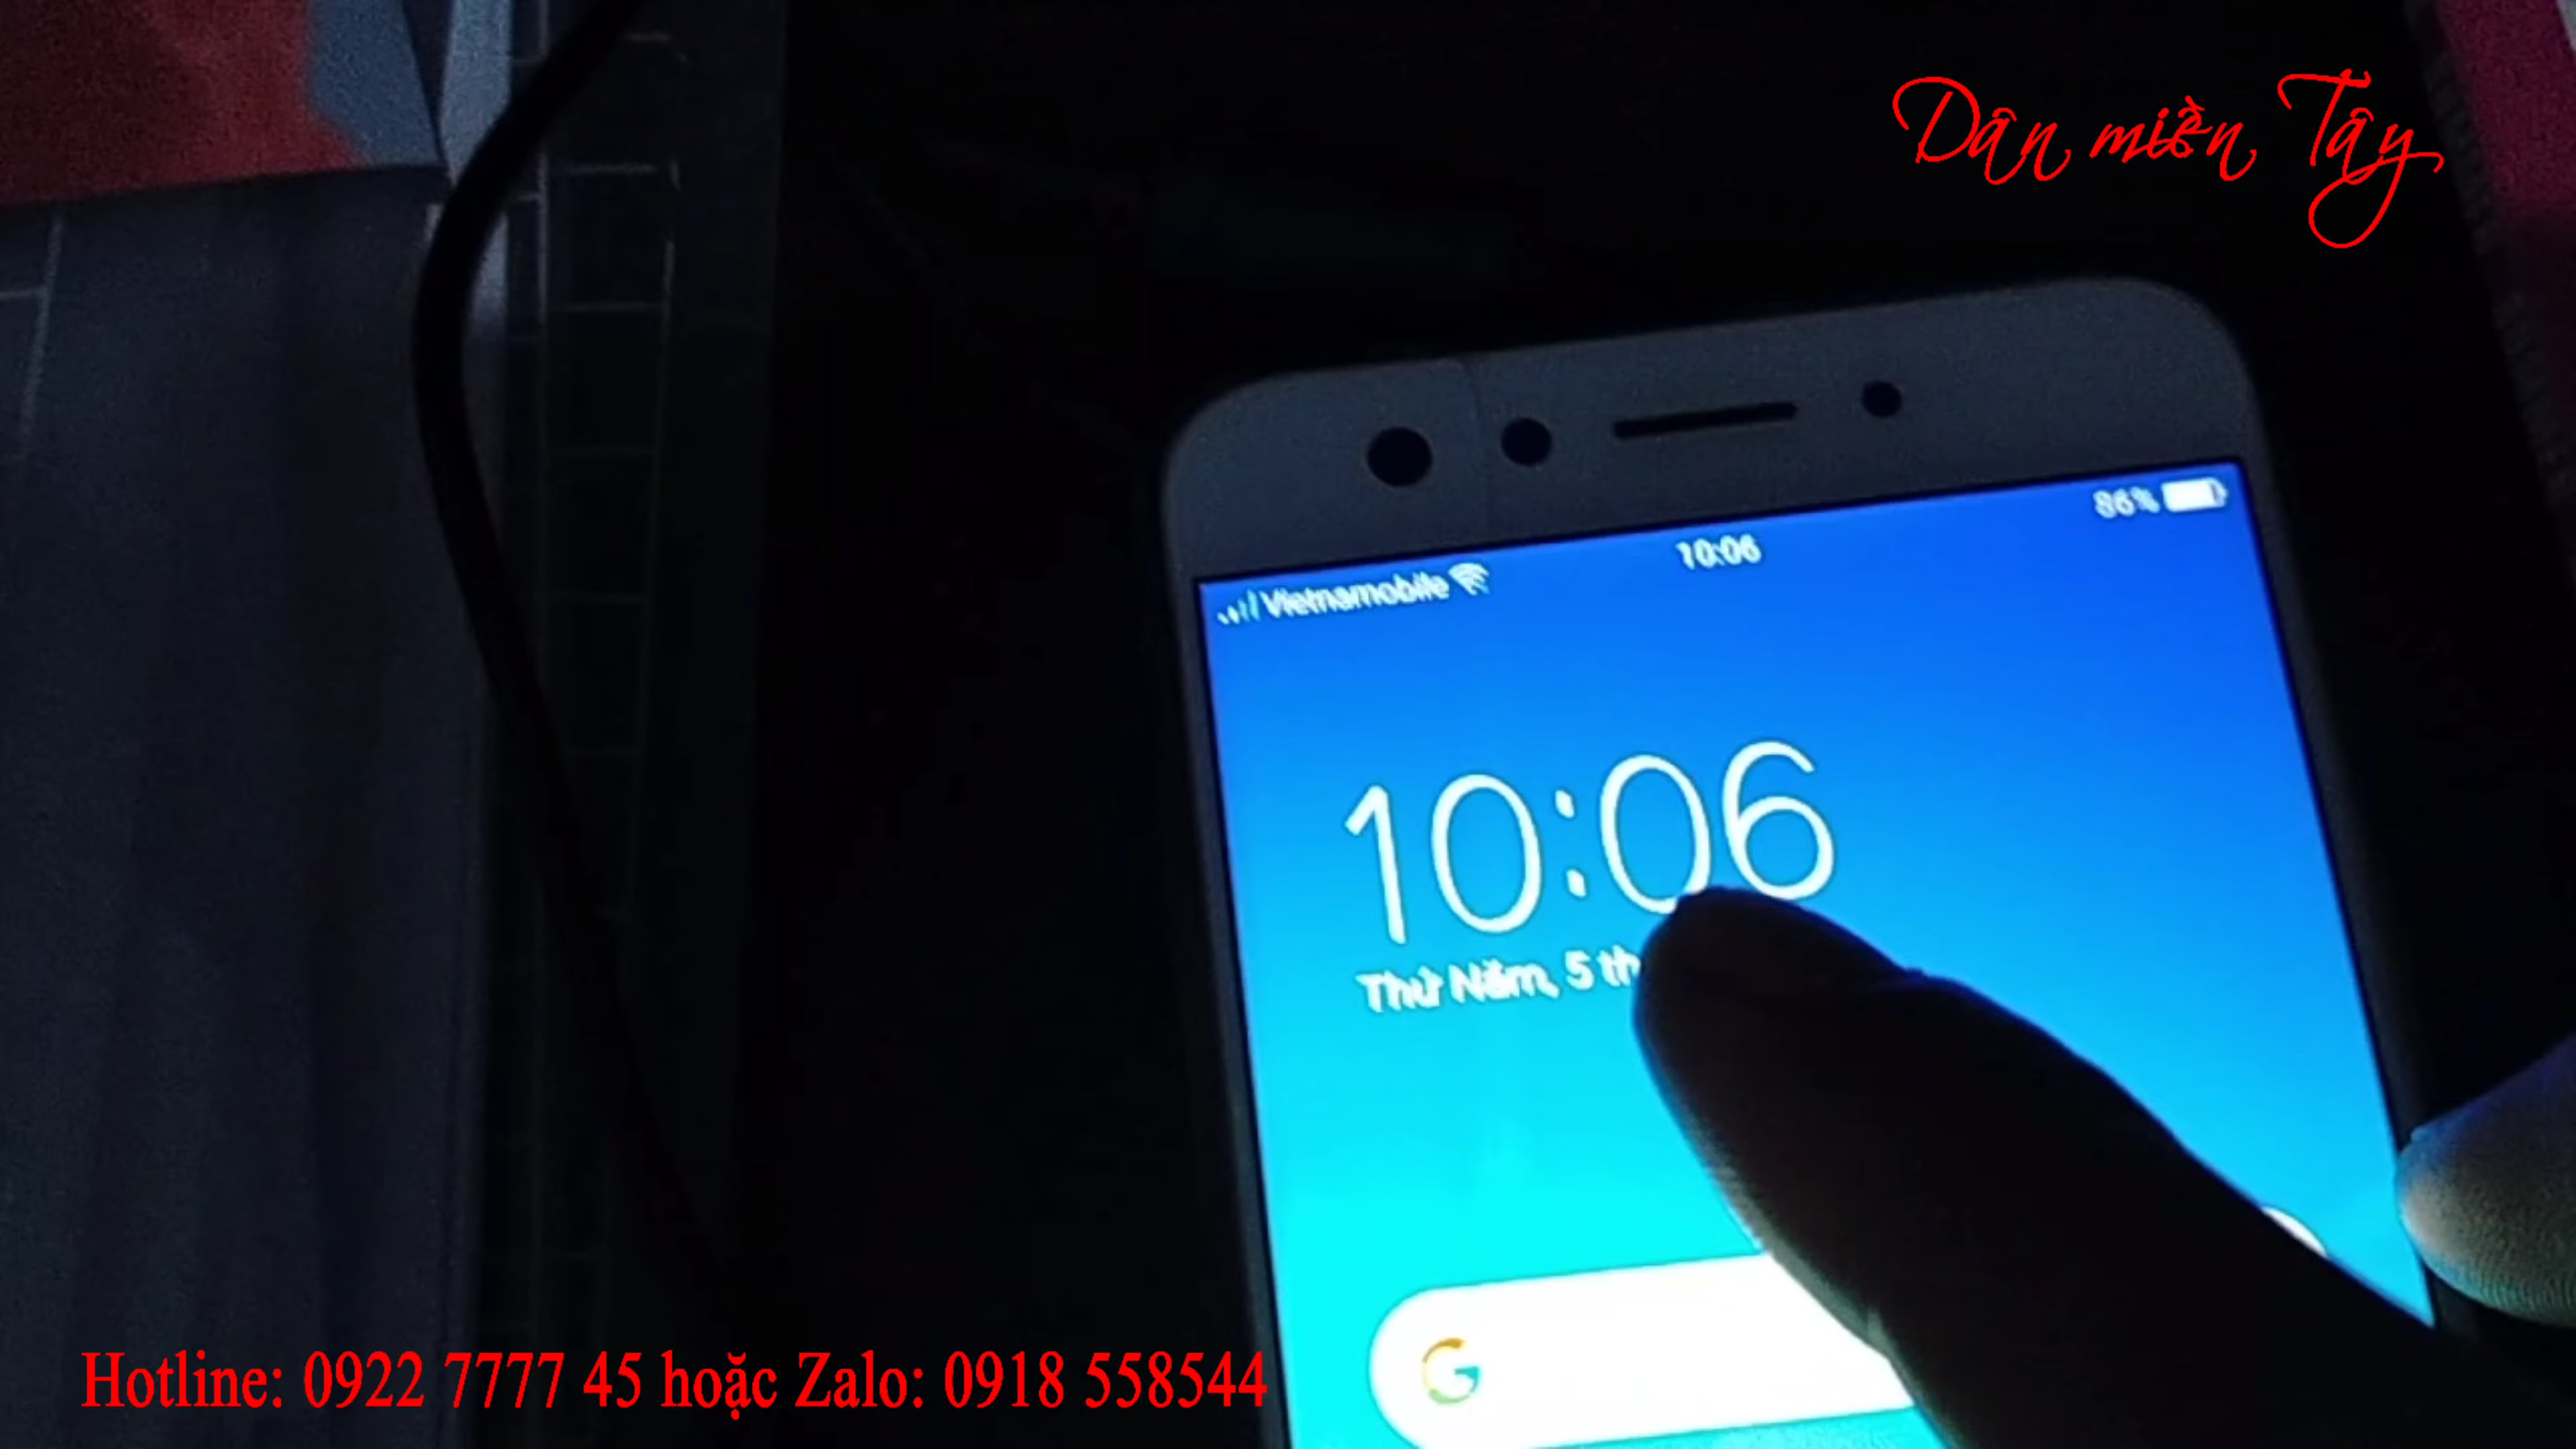 Dân miền Tây
86%
10:06
Vietnamobile
10:06
Thứ Năm, 5 th
G
Hotline: 0922 7777 45 hoặc Zalo: 0918 558544